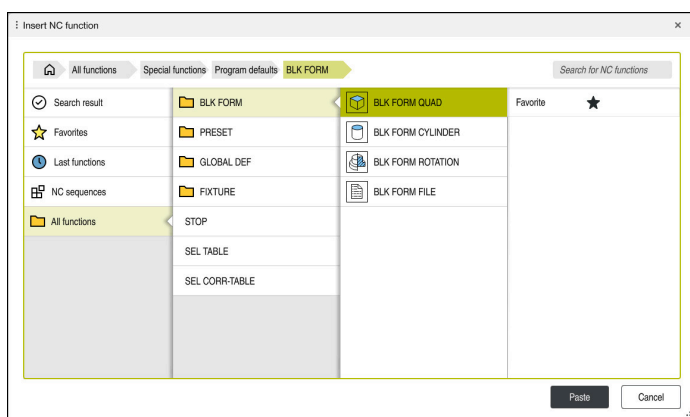 Insert NC function
All functions Special functions Program defaults BLK FORM Search for NC functions
Search result BLK FORM BLK FORM QUAD Favorite
Favorites PRESET BLK FORM CYLINDER
Last functions GLOBAL DEF BLK FORM ROTATION
NC sequences FIXTURE BLK FORM FILE
All functions STOP
SEL TABLE
SEL CORR-TABLE
Paste Cancel